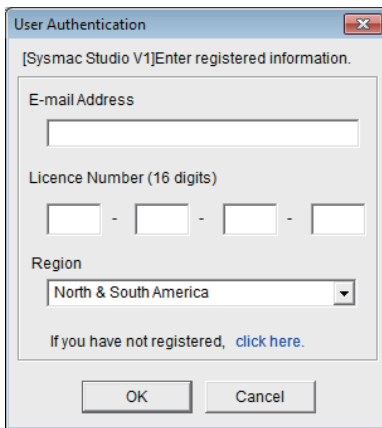 User Authentication
[Sysmac Studio V1]Enter registered information.
E-mail Address
Licence Number (16 digits)
- - -
Region
North & South America
If you have not registered, click here.
OK Cancel